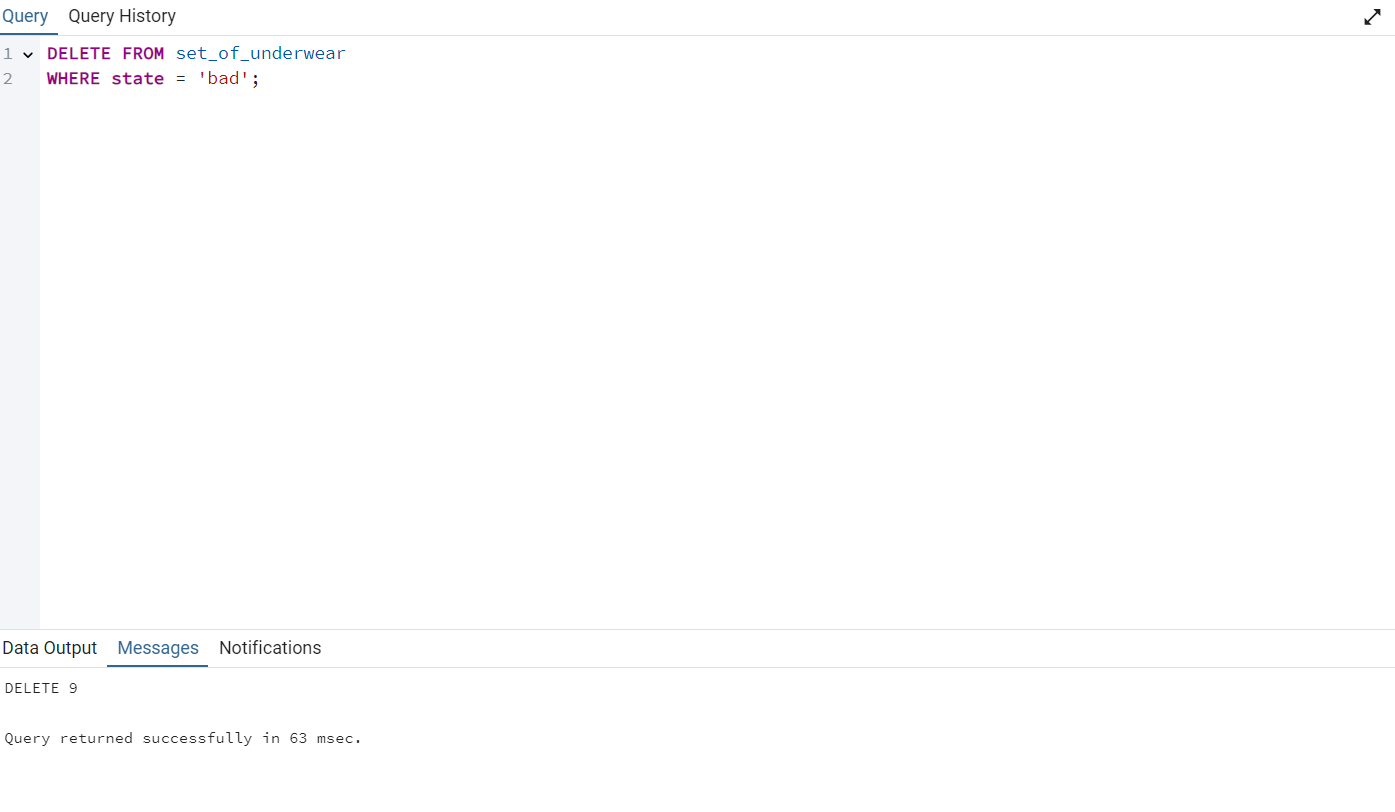 Query Query History
1 DELETE FROM set_of_underwear
2 WHERE state = 'bad';
Data Output Messages Notifications
DELETE 9
Query returned successfully in 63 msec.